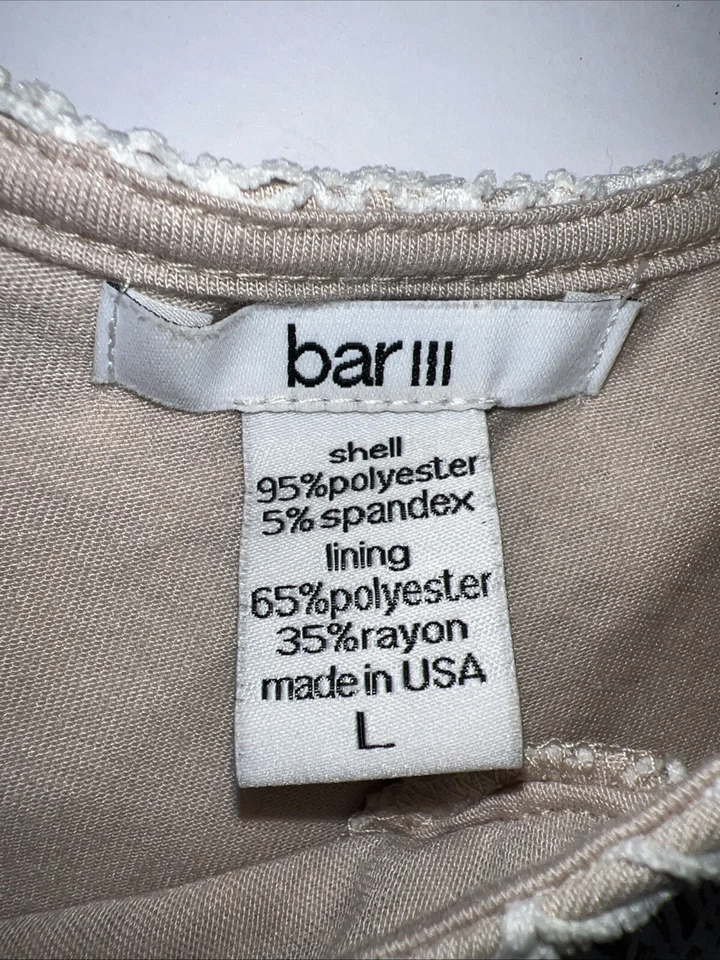 bar III
shell
95%polyester
5% spandex
lining
65%polyester
35%rayon
made in USA
L